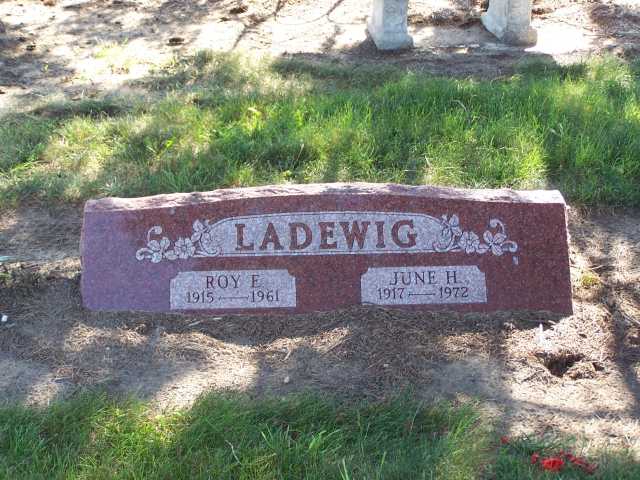 LADEWIG
ROY E.
1915 — 1961
JUNE H.
1917 — 1972